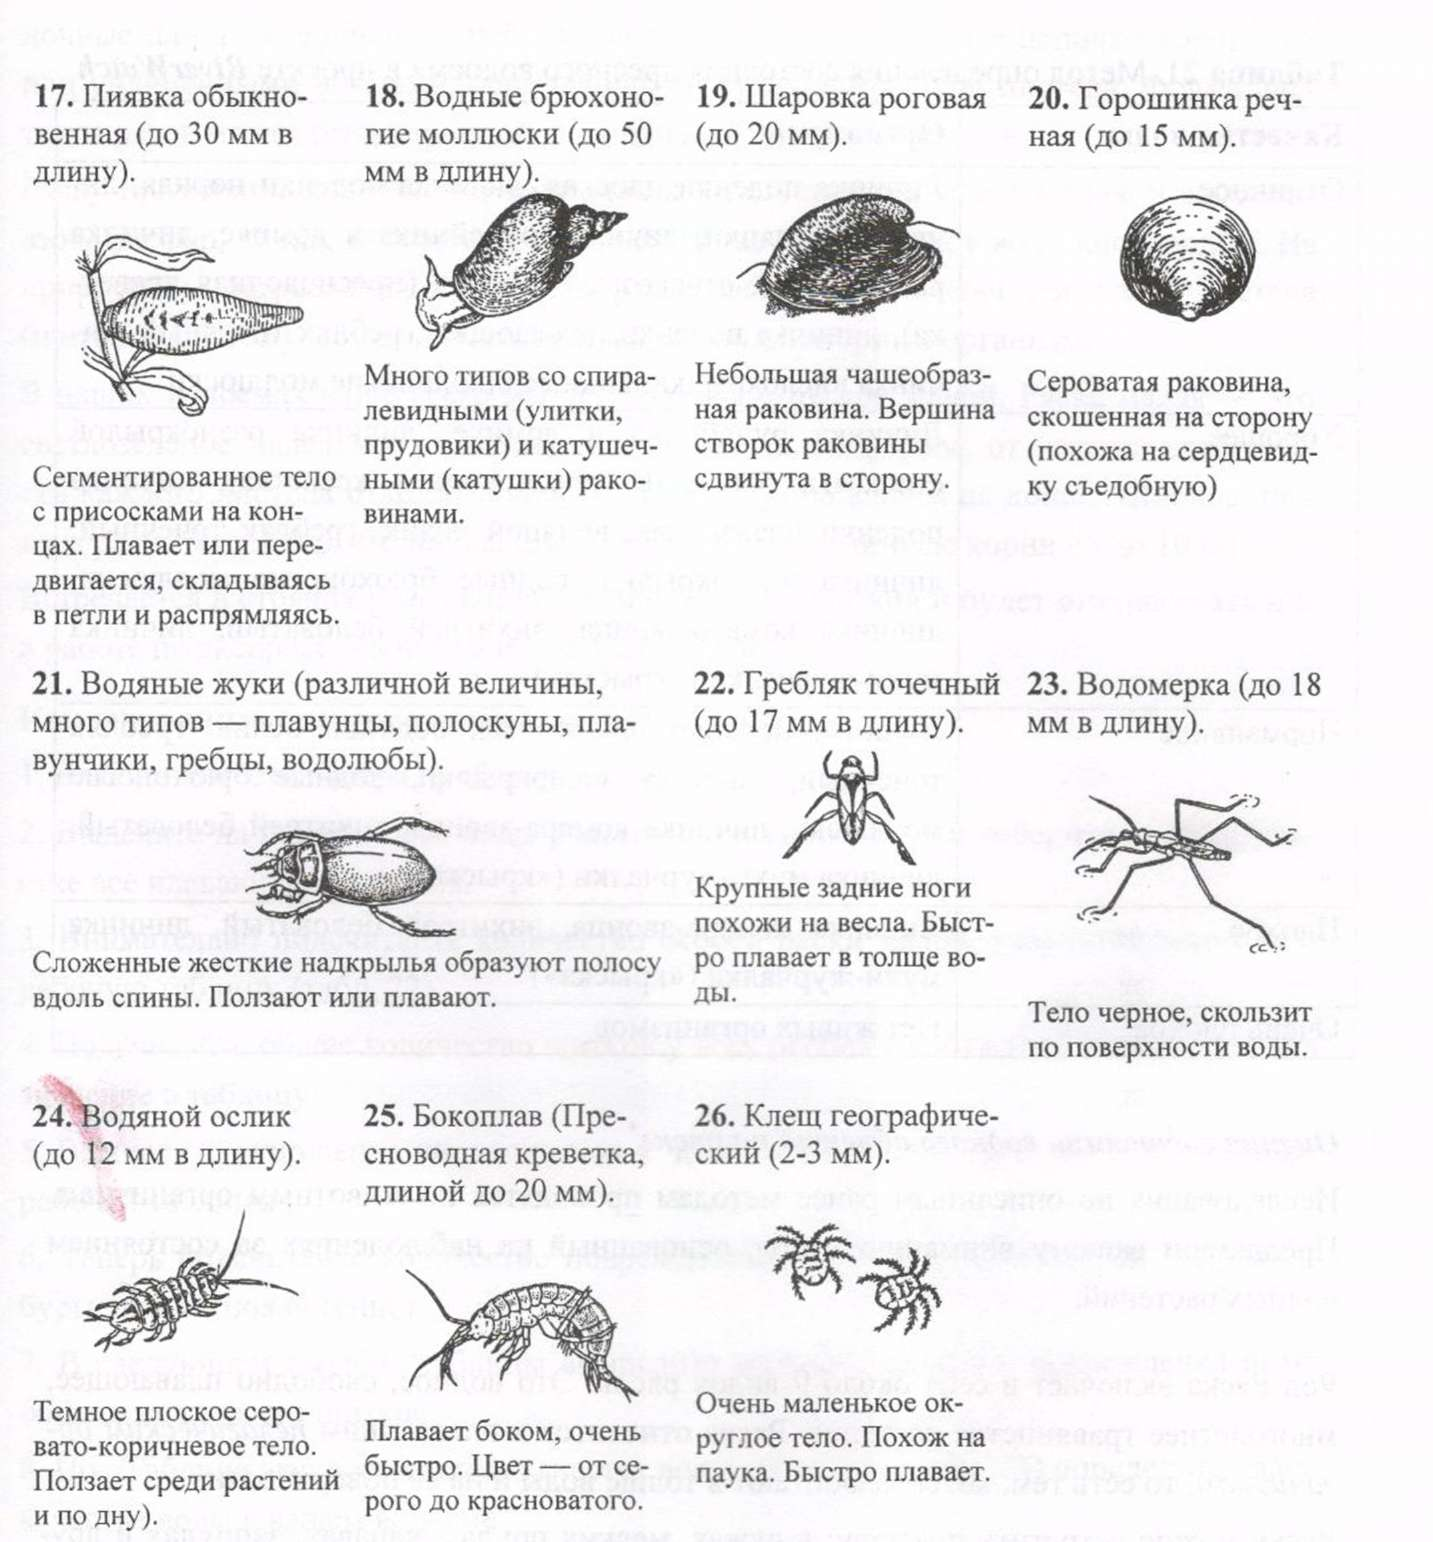 17. Пиявка обыкно-
венная (до 30 мм в
длину).
Сегментированное тело
с присосками на кон-
цах. Плавает или пере-
двигается, складываясь
в петли и распрямляясь.
18. Водные брюхоно-
гие моллюски (до 50
мм в длину).
Много типов со спира-
левидными (улитки,
прудовики) и катушеч-
ными (катушки) рако-
винами.
19. Шаровка роговая
(до 20 мм).
Небольшая чашеобраз-
ная раковина. Вершина
створок раковины
сдвинута в сторону.
20. Горошинка реч-
ная (до 15 мм).
Сероватая раковина,
скошенная на сторону
(похожа на сердцевид-
ку съедобную)
21. Водяные жуки (различной величины,
много типов — плавунцы, полоскуны, пла-
вунчики, гребцы, водолюбы).
Сложенные жесткие надкрылья образуют полосу
вдоль спины. Ползают или плавают.
22. Гребляк точечный
(до 17 мм в длину).
Крупные задние ноги
похожи на весла. Быст-
ро плавает в толще во-
ды.
23. Водомерка (до 18
мм в длину).
Тело черное, скользит
по поверхности воды.
24. Водяной ослик
(до 12 мм в длину).
Темное плоское серо-
вато-коричневое тело.
Ползает среди растений
и по дну).
25. Бокоплав (Пре-
сноводная креветка,
длиной до 20 мм).
Плавает боком, очень
быстро. Цвет — от се-
рого до красноватого.
26. Клещ географиче-
ский (2-3 мм).
Очень маленькое ок-
руглое тело. Похож на
паука. Быстро плавает.